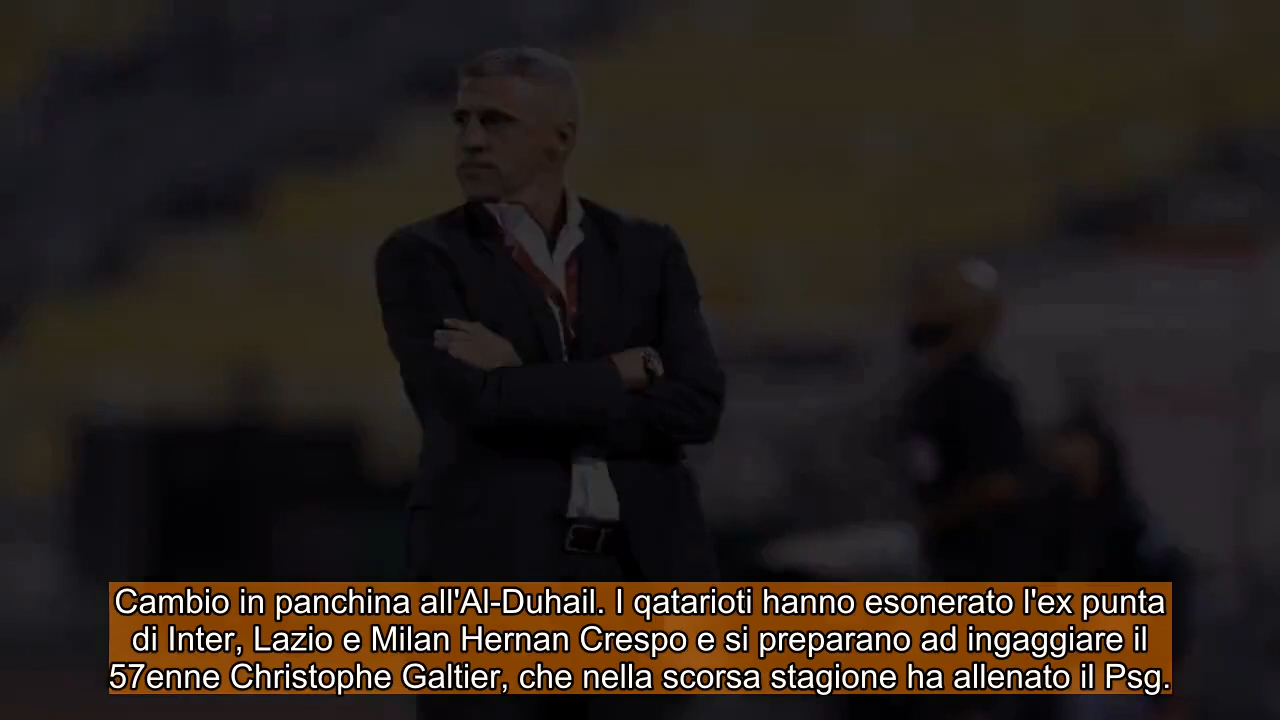 Cambio in panchina all'Al-Duhail. I qatarioti hanno esonerato l'ex punta
di Inter, Lazio e Milan Hernan Crespo e si preparano ad ingaggiare il
57enne Christophe Galtier, che nella scorsa stagione ha allenato il Psg.